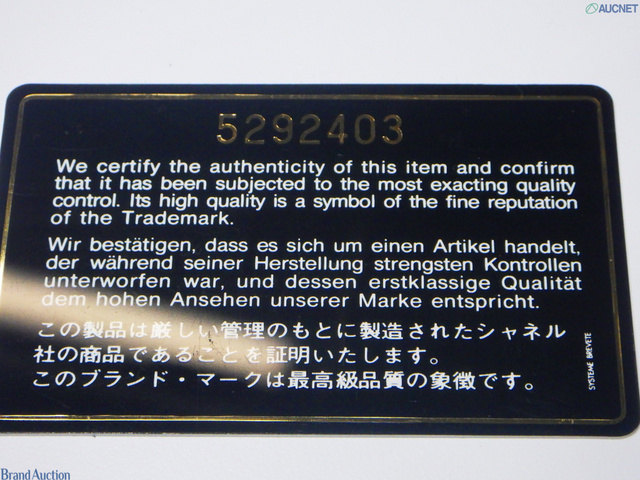 AUCNET
5292403
We certify the authenticity of this item and confirm
that it has been subjected to the most exacting quality
control. Its high quality is a symbol of the fine reputation
of the Trademark.
Wir bestätigen, dass es sich um einen Artikel handelt,
der während seiner Herstellung strengsten Kontrollen
unterworfen war, und dessen erstklassige Qualität
dem hohen Ansehen unserer Marke entspricht.
この製品は厳しい管理のもとに製造されたシャネル
社の商品であることを証明いたします。
このブランド・マークは最高級品質の象徴です。
SYSTEME BREVETE
Brand Auction